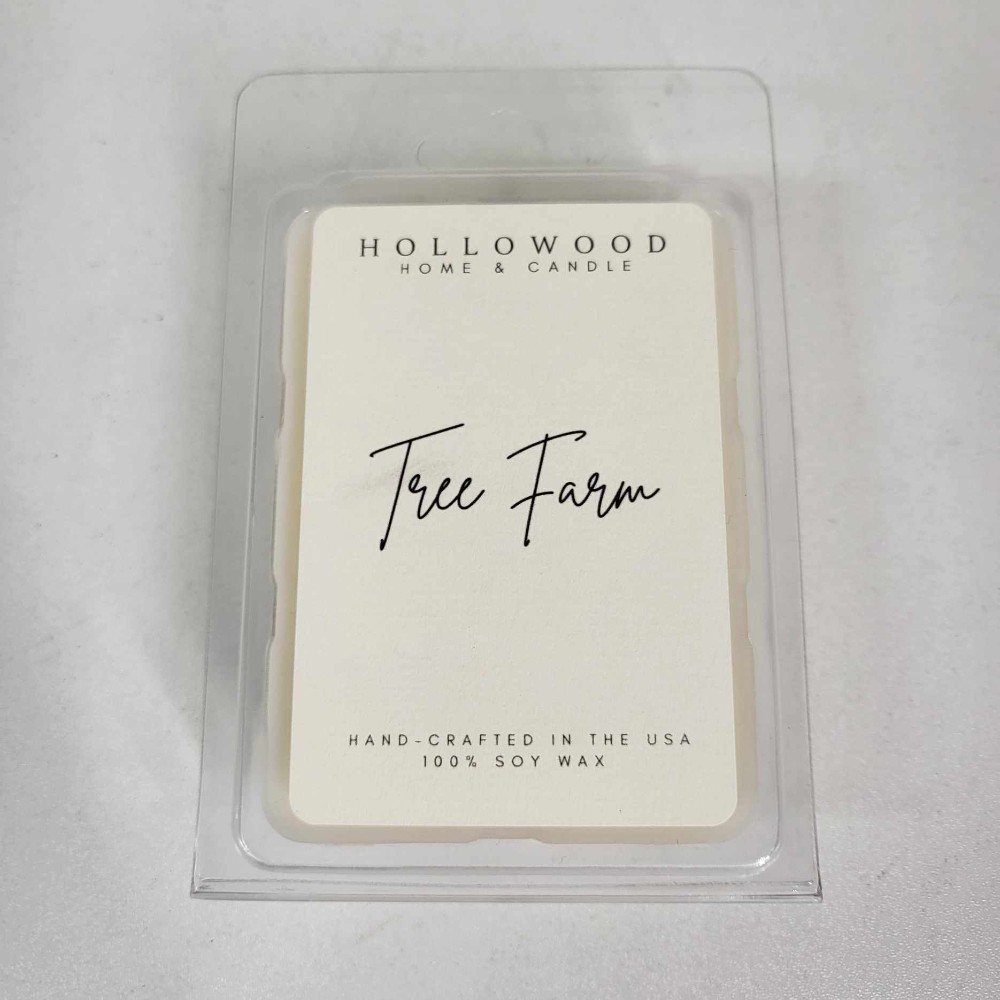 HOLLOWOOD
HOME & CANDLE
Tree Farm
HAND-CRAFTED IN THE USA
100% SOY WAX